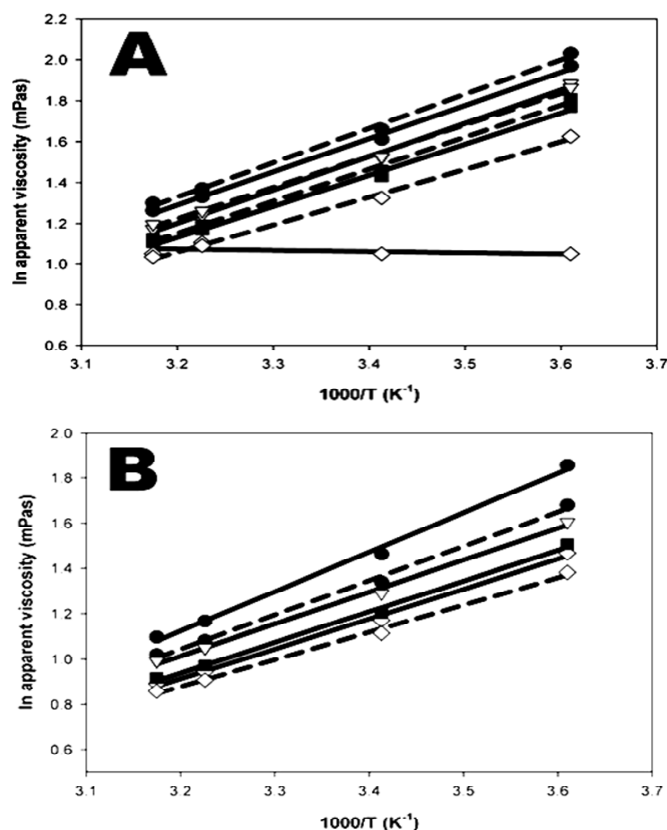 A
2.2
2.0
1.8
1.6
1.4
1.2
1.0
0.8
0.6
ln apparent viscosity (mPas)
3.1 3.2 3.3 3.4 3.5 3.6 3.7
1000/T (K-1)
B
2 0
1.8
1.6
1.4
1.2
1.0
0.8
0 6
ln apparent viscosity (mPas)
3.1 3.2 3.3 3.4 3.5 3.6 3.7
1000/T (K-1)